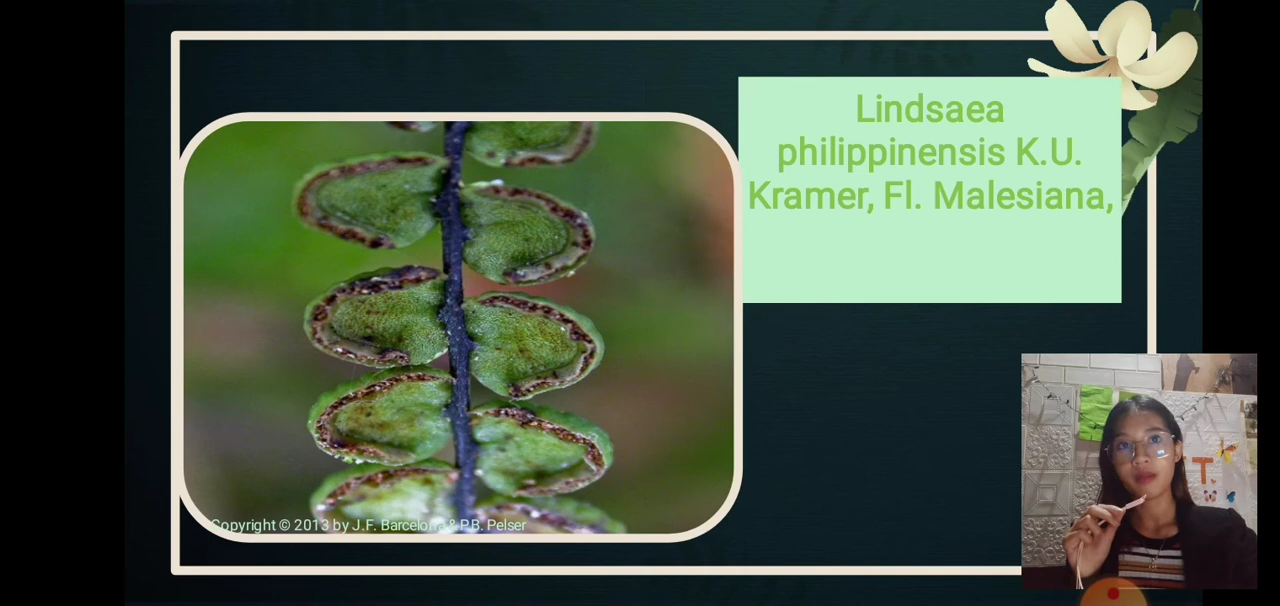 Lindsaea
philippinensis K.U.
Kramer, Fl. Malesiana,
Copyright © 2013 by J.F. Barcelona & P.B. Pelser
T